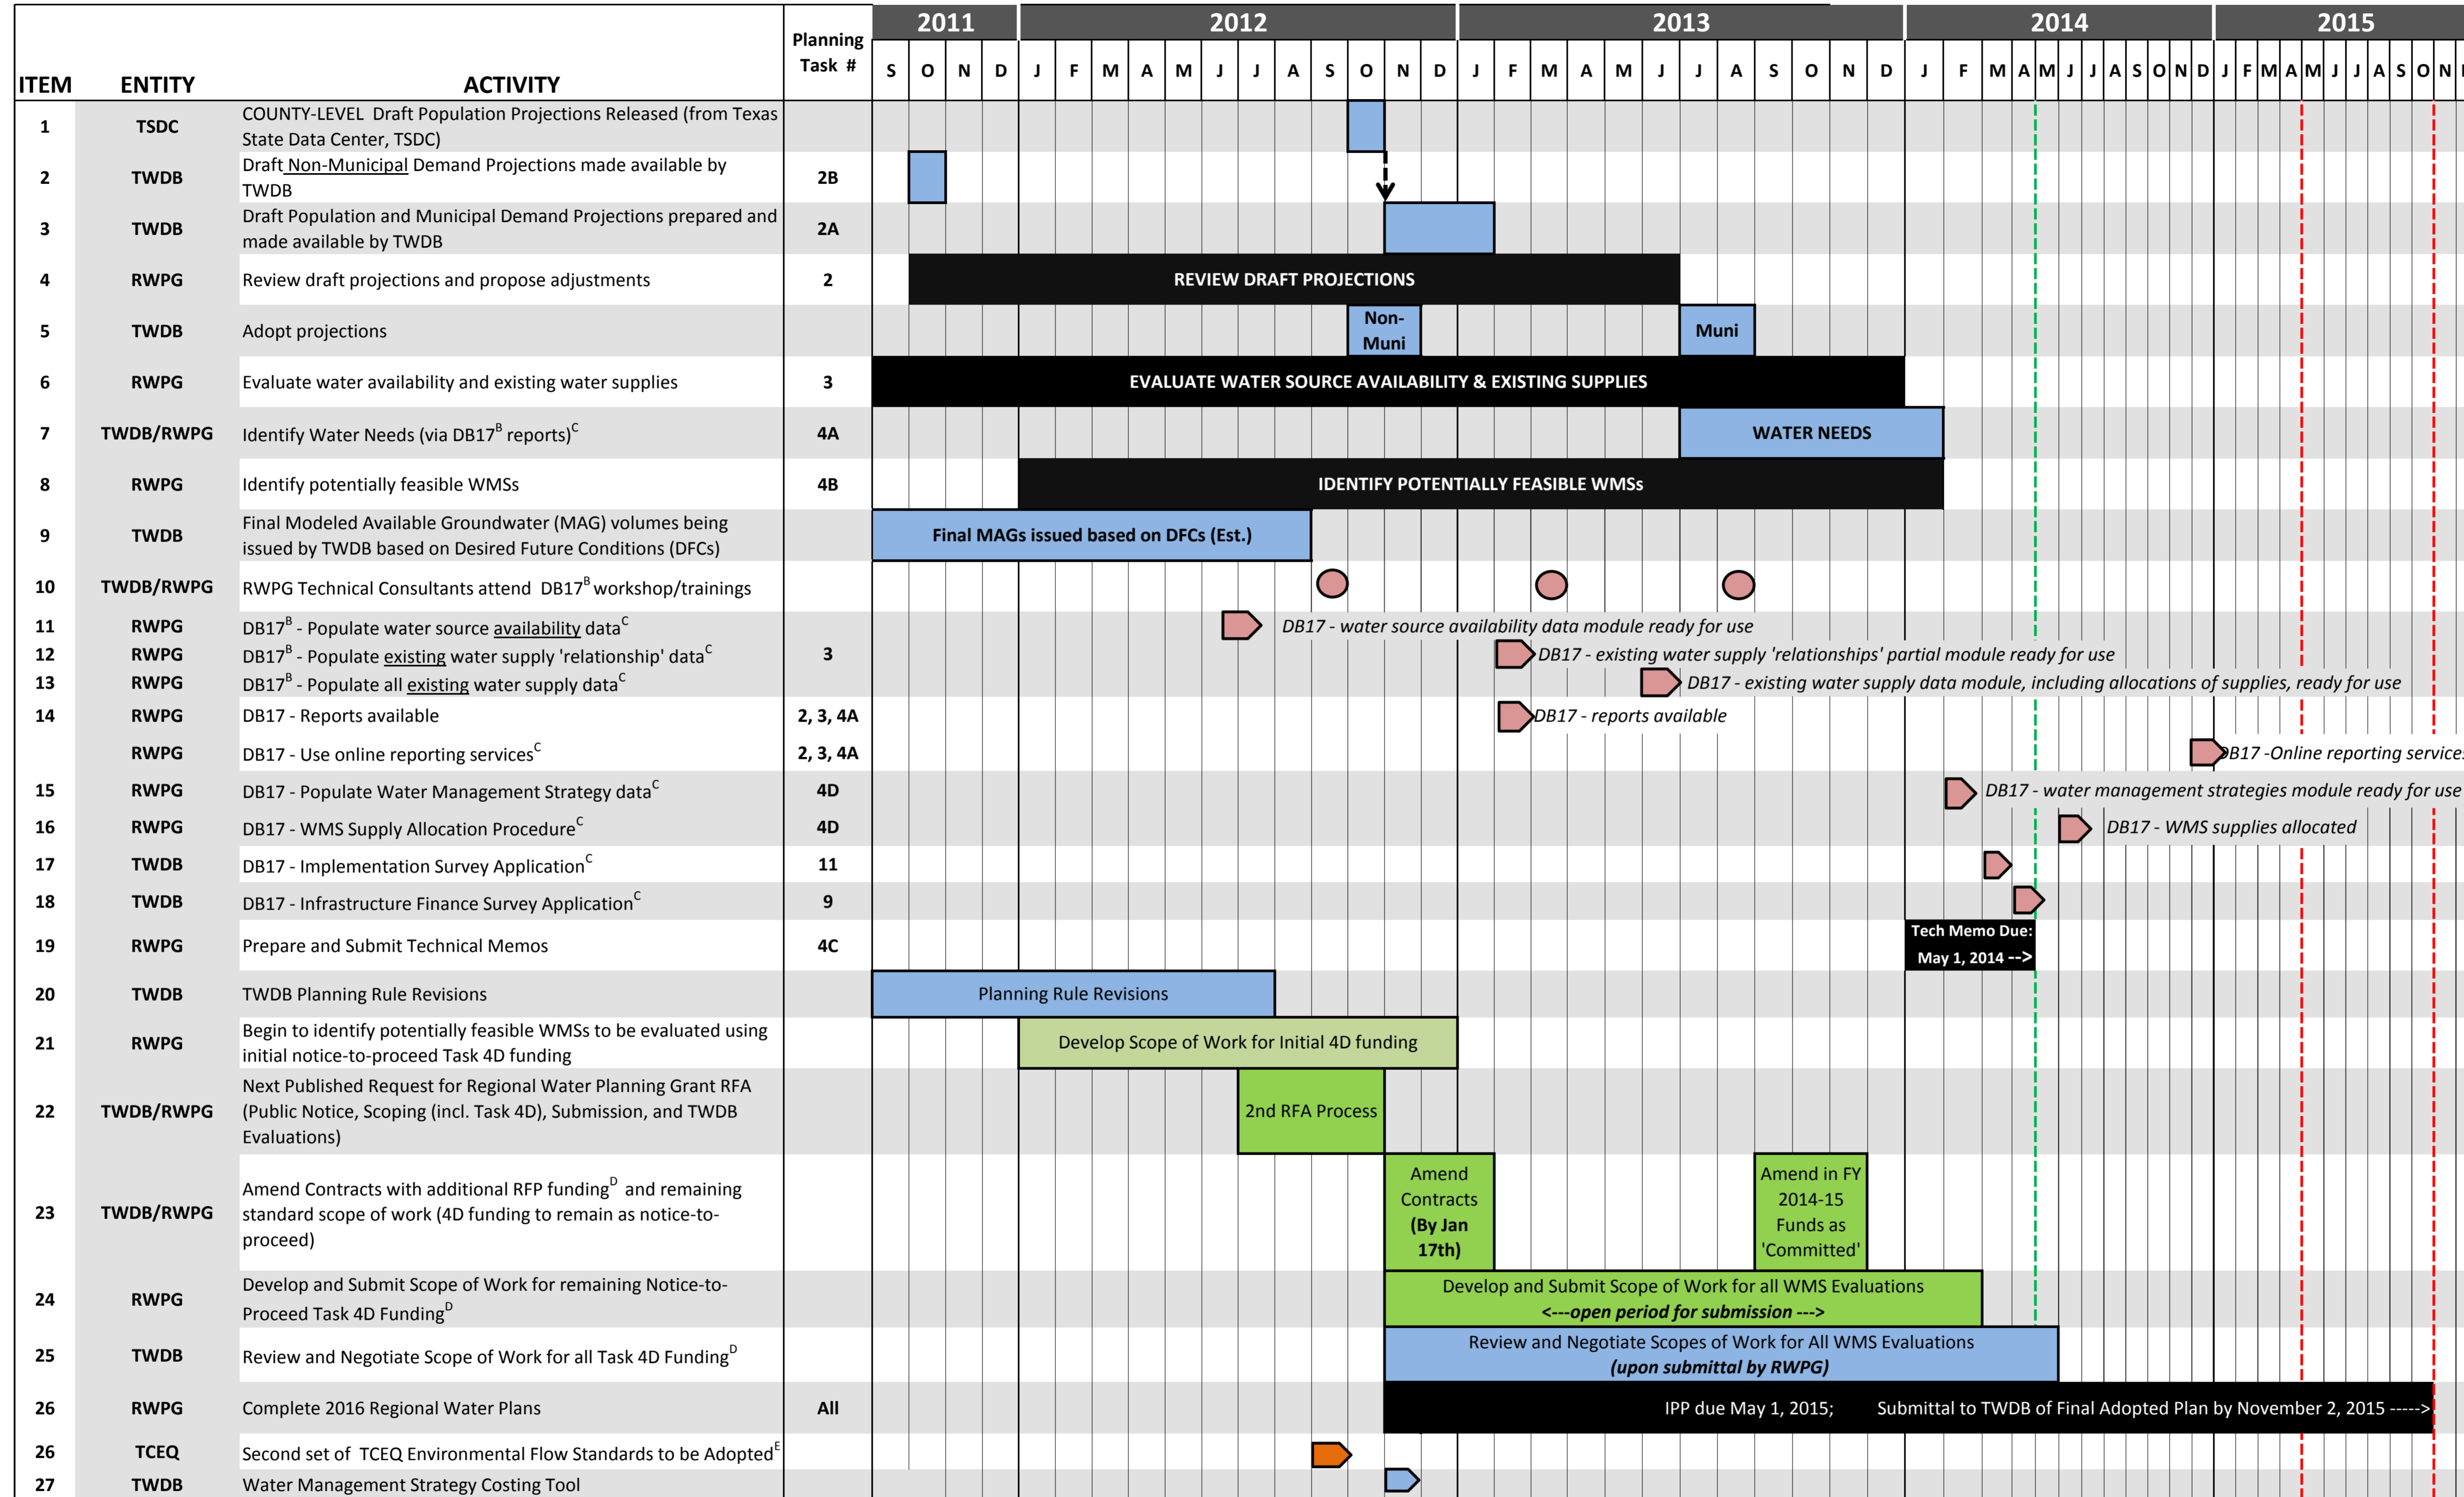 2011 2012 2013 2014 2015
ITEM ENTITY ACTIVITY Planning Task # S O N D J F M A M J J A S O N D J F M A M J J A S O N D J F M A M J J A S O N D J F M A M J J A S O N
1 TSDC COUNTY-LEVEL Draft Population Projections Released (from Texas
State Data Center, TSDC)
2 TWDB Draft Non-Municipal Demand Projections made available by
TWDB 2B
3 TWDB Draft Population and Municipal Demand Projections prepared and
made available by TWDB 2A
4 RWPG Review draft projections and propose adjustments 2 REVIEW DRAFT PROJECTIONS
5 TWDB Adopt projections Non-
Muni Muni
6 RWPG Evaluate water availability and existing water supplies 3 EVALUATE WATER SOURCE AVAILABILITY & EXISTING SUPPLIES
7 TWDB/RWPG Identify Water Needs (via DB17B reports)C 4A WATER NEEDS
8 RWPG Identify potentially feasible WMSs 4B IDENTIFY POTENTIALLY FEASIBLE WMSs
9 TWDB Final Modeled Available Groundwater (MAG) volumes being
issued by TWDB based on Desired Future Conditions (DFCs) Final MAGs issued based on DFCs (Est.)
10 TWDB/RWPG RWPG Technical Consultants attend DB17B workshop/trainings
11 RWPG DB17B - Populate water source availability dataC DB17 - water source availability data module ready for use
12 RWPG DB17B - Populate existing water supply 'relationship' dataC 3 DB17 - existing water supply 'relationships' partial module ready for use
13 RWPG DB17B - Populate all existing water supply dataC DB17 - existing water supply data module, including allocations of supplies, ready for use
14 RWPG DB17 - Reports available 2, 3, 4A DB17 - reports available
RWPG DB17 - Use online reporting servicesC 2, 3, 4A DB17 -Online reporting services
15 RWPG DB17 - Populate Water Management Strategy dataC 4D DB17 - water management strategies module ready for use
16 RWPG DB17 - WMS Supply Allocation ProcedureC 4D DB17 - WMS supplies allocated
17 TWDB DB17 - Implementation Survey ApplicationC 11
18 TWDB DB17 - Infrastructure Finance Survey ApplicationC 9
19 RWPG Prepare and Submit Technical Memos 4C Tech Memo Due:
May 1, 2014 -->
20 TWDB TWDB Planning Rule Revisions Planning Rule Revisions
21 RWPG Begin to identify potentially feasible WMSs to be evaluated using
initial notice-to-proceed Task 4D funding Develop Scope of Work for Initial 4D funding
22 TWDB/RWPG Next Published Request for Regional Water Planning Grant RFA
(Public Notice, Scoping (incl. Task 4D), Submission, and TWDB
Evaluations) 2nd RFA Process
23 TWDB/RWPG Amend Contracts with additional RFP fundingD and remaining
standard scope of work (4D funding to remain as notice-to-
proceed)
Amend
Contracts
(By Jan
17th)
Amend in FY
2014-15
Funds as
'Committed'
24 RWPG Develop and Submit Scope of Work for remaining Notice-to-
Proceed Task 4D FundingD
Develop and Submit Scope of Work for all WMS Evaluations
<---open period for submission --->
25 TWDB Review and Negotiate Scope of Work for all Task 4D FundingD
Review and Negotiate Scopes of Work for All WMS Evaluations
(upon submittal by RWPG)
26 RWPG Complete 2016 Regional Water Plans All IPP due May 1, 2015; Submittal to TWDB of Final Adopted Plan by November 2, 2015 ----->
26 TCEQ Second set of TCEQ Environmental Flow Standards to be AdoptedE
27 TWDB Water Management Strategy Costing Tool